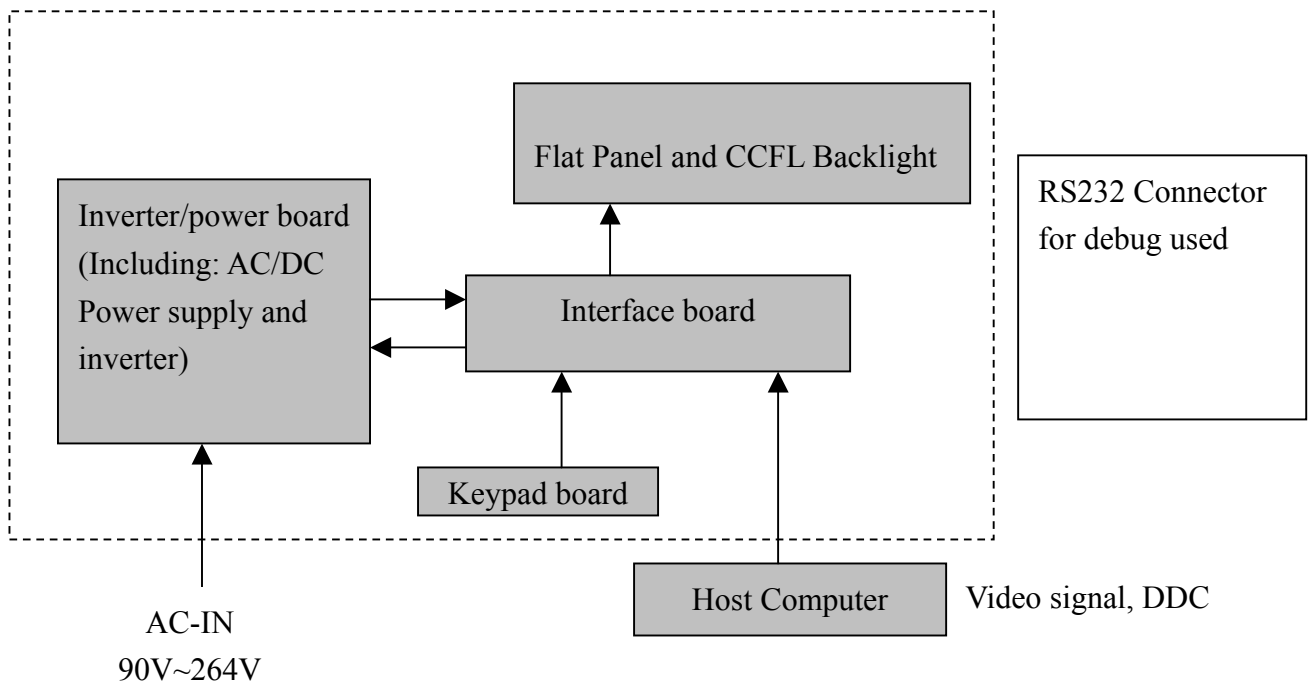 Flat Panel and CCFL Backlight
Inverter/power board
(Including: AC/DC
Power supply and
inverter)
RS232 Connector
for debug used
Interface board
Keypad board
Host Computer
Video signal, DDC
AC-IN
90V~264V